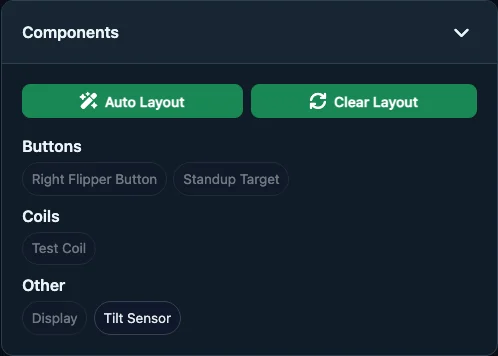 Components
Auto Layout Clear Layout
Buttons
Right Flipper Button Standup Target
Coils
Test Coil
Other
Display Tilt Sensor